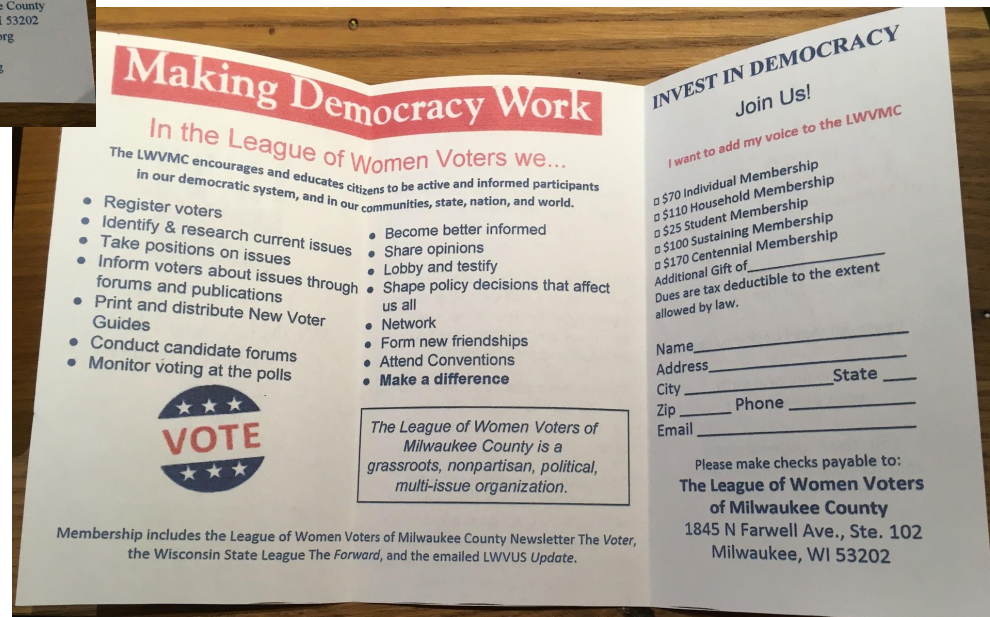 e County
I 53202
org
g
Making Democracy Work
In the League of Women Voters we...
The LWVMC encourages and educates citizens to be active and informed participants
in our democratic system, and in our communities, state, nation, and world.
● Register voters
● Identify & research current issues
● Take positions on issues
● Inform voters about issues through
forums and publications
● Print and distribute New Voter
Guides
● Conduct candidate forums
● Monitor voting at the polls
VOTE
● Become better informed
● Share opinions
● Lobby and testify
● Shape policy decisions that affect
us all
● Network
● Form new friendships
● Attend Conventions
● Make a difference
The League of Women Voters of
Milwaukee County is a
grassroots, nonpartisan, political,
multi-issue organization.
Membership includes the League of Women Voters of Milwaukee County Newsletter The Voter,
the Wisconsin State League The Forward, and the emailed LWVUS Update.
INVEST IN DEMOCRACY
Join Us!
I want to add my voice to the LWVMC
□ $70 Individual Membership
□ $110 Household Membership
□ $25 Student Membership
□ $100 Sustaining Membership
□ $170 Centennial Membership
Additional Gift of____________________
Dues are tax deductible to the extent
allowed by law.
Name______________________________
Address____________________________
City ____________________State ____
Zip _______ Phone _________________
Email ______________________________
Please make checks payable to:
The League of Women Voters
of Milwaukee County
1845 N Farwell Ave., Ste. 102
Milwaukee, WI 53202